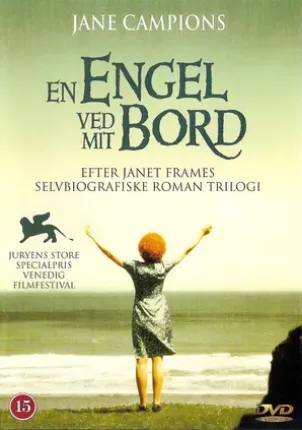 JANE CAMPIONS
EN ENGEL
VED MIT BORD
EFTER JANET FRAMES
SELVBIOGRAFISKE ROMAN TRILOGI
JURYENS STORE
SPECIALPRIS
VENEDIG
FILMFESTIVAL
15
DVD